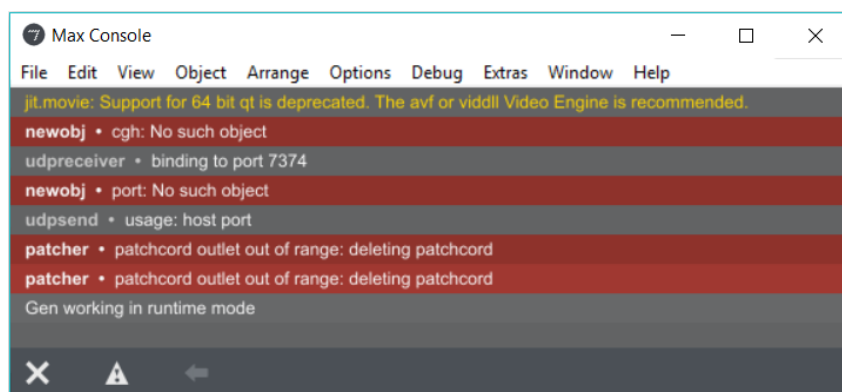 Max Console
File Edit View Object Arrange Options Debug Extras Window Help
jit.movie: Support for 64 bit qt is deprecated. The avf or viddll Video Engine is recommended.
newobj • cgh: No such object
udpreceiver • binding to port 7374
newobj • port: No such object
udpsend • usage: host port
patcher • patchcord outlet out of range: deleting patchcord
patcher • patchcord outlet out of range: deleting patchcord
Gen working in runtime mode